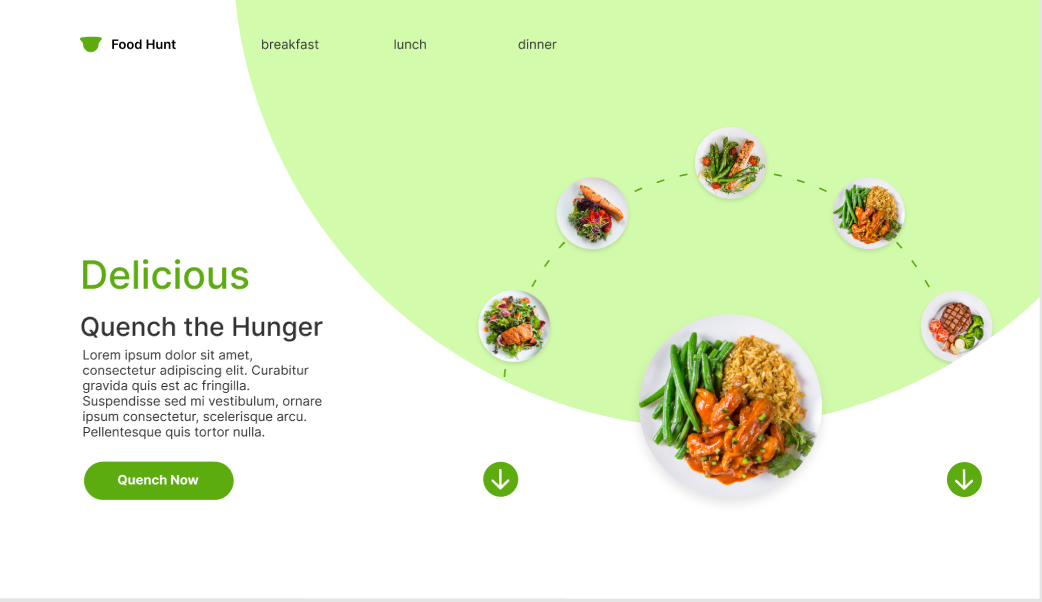 Food Hunt
breakfast
lunch
dinner
Delicious
Quench the Hunger
Lorem ipsum dolor sit amet,
consectetur adipiscing elit. Curabitur
gravida quis est ac fringilla.
Suspendisse sed mi vestibulum, ornare
ipsum consectetur, scelerisque arcu.
Pellentesque quis tortor nulla.
Quench Now